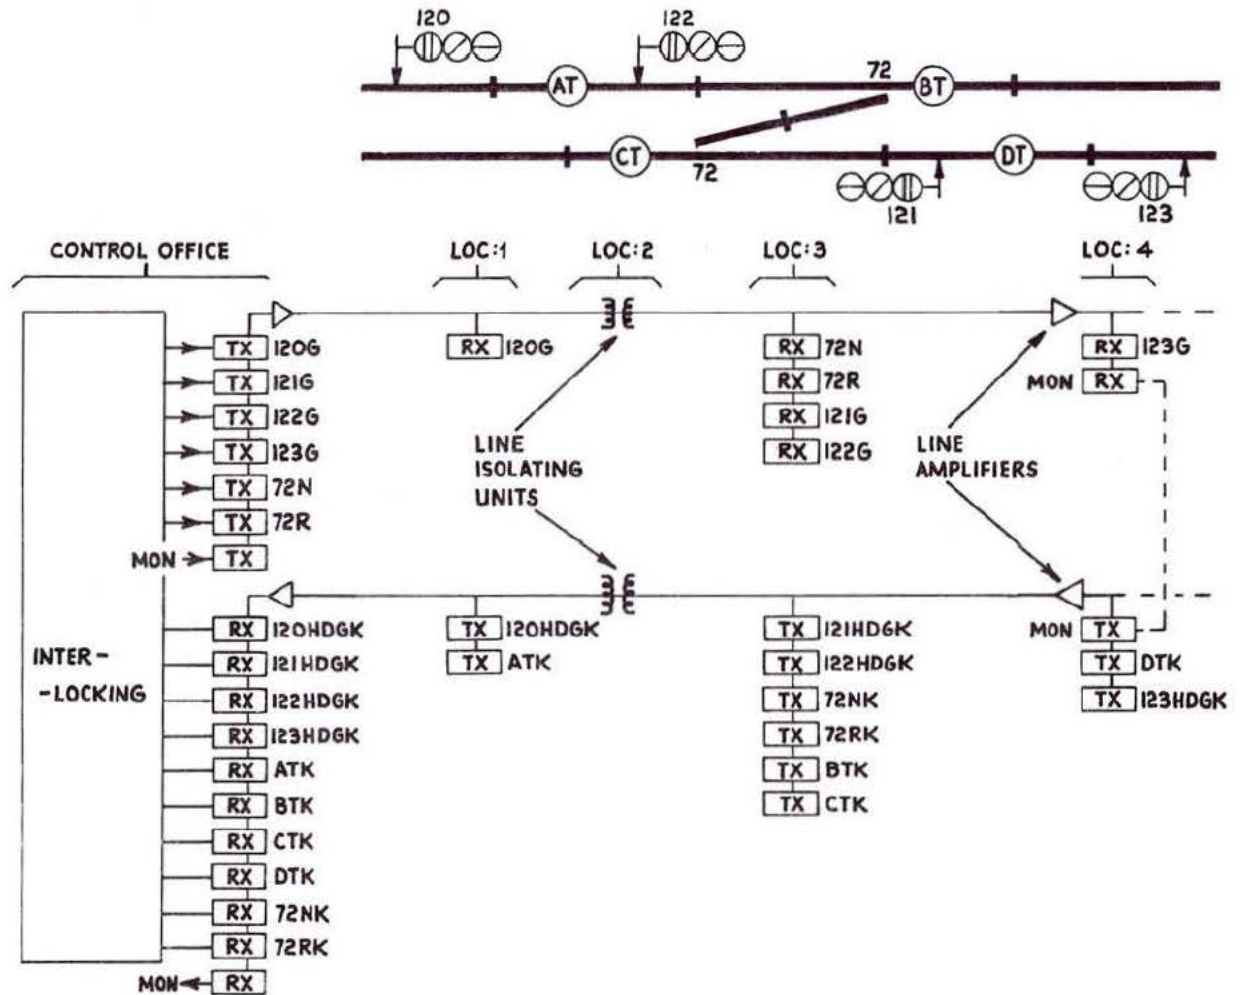 120
122
AT
72
BT
CT
72
DT
121
123
CONTROL OFFICE
LOC:1
LOC:2
LOC:3
LOC:4
TX 120G
RX 120G
RX 72N
RX 123G
TX 121G
RX 72R
MON RX
TX 122G
RX 121G
TX 123G
RX 122G
LINE
ISOLATING
UNITS
LINE
AMPLIFIERS
TX 72N
TX 72R
MON TX
RX 120HDGK
TX 120HDGK
TX 121HDGK
MON TX
INTER-
-LOCKING
RX 121HDGK
TX ATK
TX 122HDGK
TX DTK
RX 122HDGK
TX 72NK
TX 123HDGK
RX 123HDGK
TX 72RK
RX ATK
TX BTK
RX BTK
TX CTK
RX CTK
RX DTK
RX 72NK
RX 72RK
MON RX